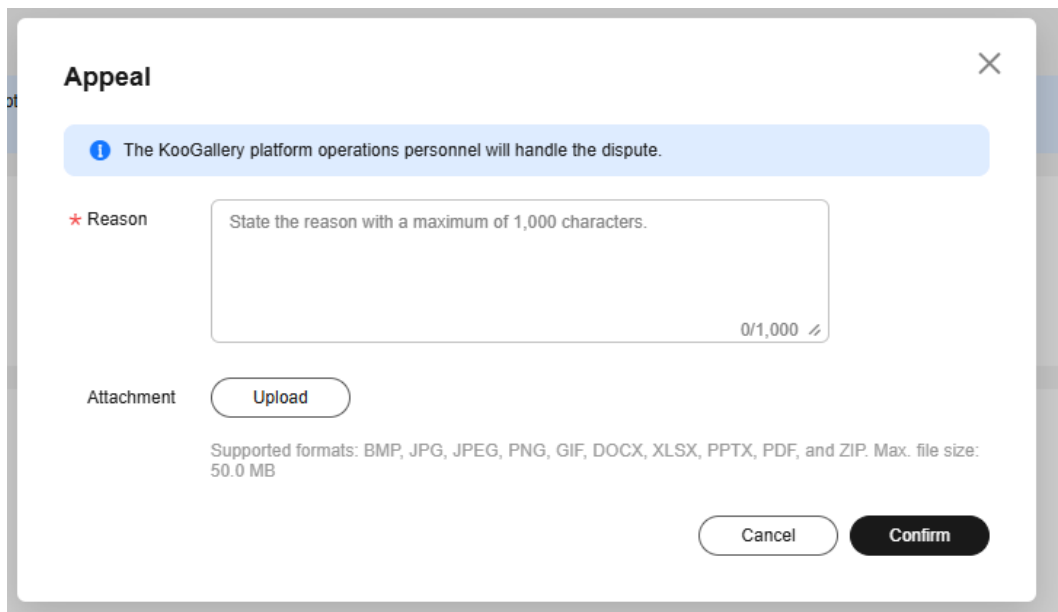 Appeal
The KooGallery platform operations personnel will handle the dispute.
* Reason
State the reason with a maximum of 1,000 characters.
0/1,000
Attachment
Upload
Supported formats: BMP, JPG, JPEG, PNG, GIF, DOCX, XLSX, PPTX, PDF, and ZIP. Max. file size:
50.0 MB
Cancel
Confirm